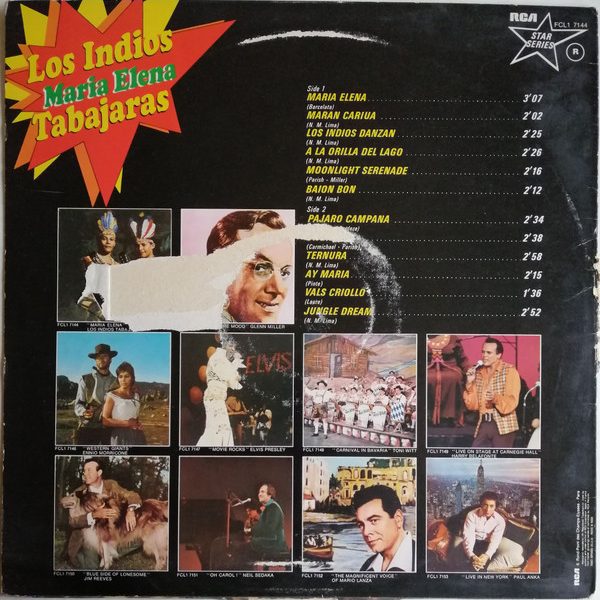 Los Indios
Maria Elena
Tabajaras
RCA
FCL1 7144
STAR
SERIES
R
Side 1
MARIA ELENA 3'07
(Barcelata)
MARAN CARIUA 2'02
(N. M. Lima)
LOS INDIOS DANZAN 2'25
(N. M. Lima)
A LA ORILLA DEL LAGO 2'26
(N. M. Lima)
MOONLIGHT SERENADE 2'16
(Parish - Miller)
BAION BON 2'12
(N. M. Lima)
Side 2
PAJARO CAMPANA 2'34
2'38
(Carmichael - Parish)
TERNURA 2'58
(N. M. Lima)
AY MARIA 2'15
(Pinto)
VALS CRIOLLO 1'36
(Lauro)
JUNGLE DREAM 2'52
(N. M. Lima)
FCL1 7144 "MARIA ELENA"
LOS INDIOS TABA
MOOD" GLENN MILLER
ELVIS
FCL1 7146 "WESTERN GIANTS"
ENNIO MORRICONE
FCL1 7147 "MOVIE ROCKS" ELVIS PRESLEY
FCL1 7148 "CARNIVAL IN BAVARIA" TONI WITT
FCL1 7149 "LIVE ON STAGE AT CARNEGIE HALL"
HARRY BELAFONTE
FCL1 7150 "BLUE SIDE OF LONESOME"
JIM REEVES
FCL1 7151 "OH CAROL!" NEIL SEDAKA
FCL1 7152 "THE MAGNIFICENT VOICE"
OF MARIO LANZA
FCL1 7153 "LIVE IN NEW YORK" PAUL ANKA
RCA